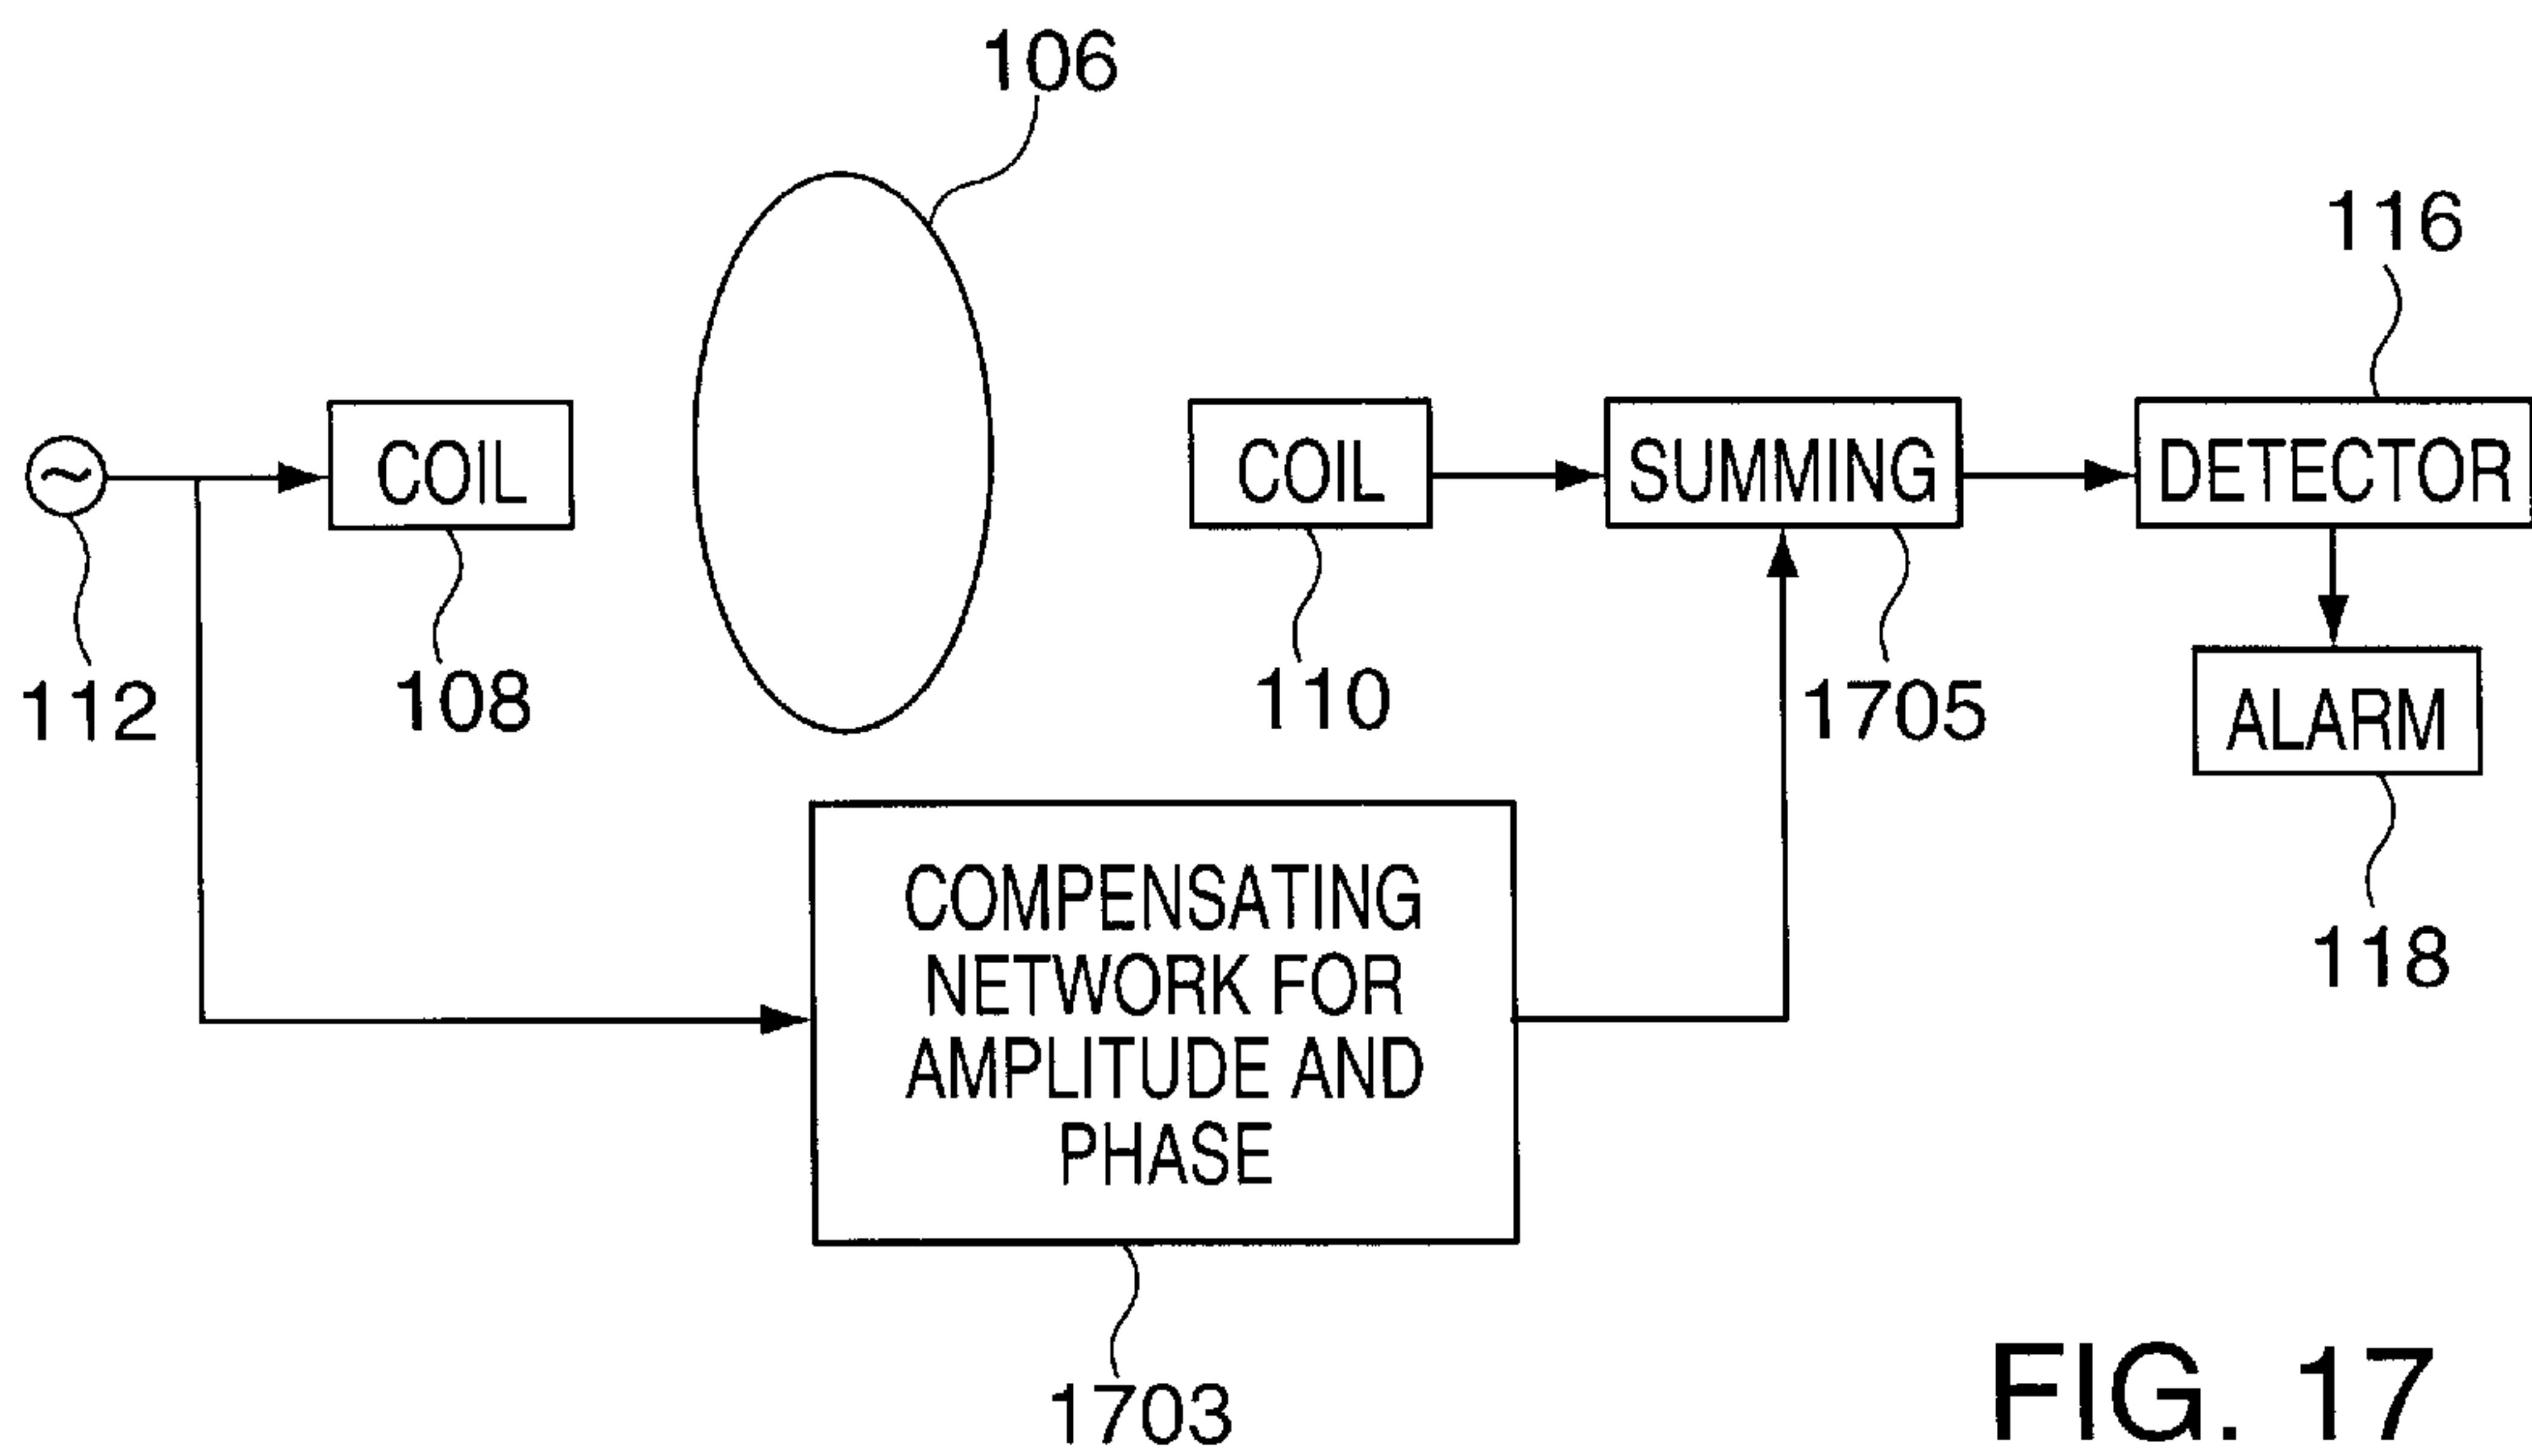 106
116
~
COIL
COIL
SUMMING
DETECTOR
112
108
110
1705
ALARM
118
COMPENSATING
NETWORK FOR
AMPLITUDE AND
PHASE
1703
FIG. 17